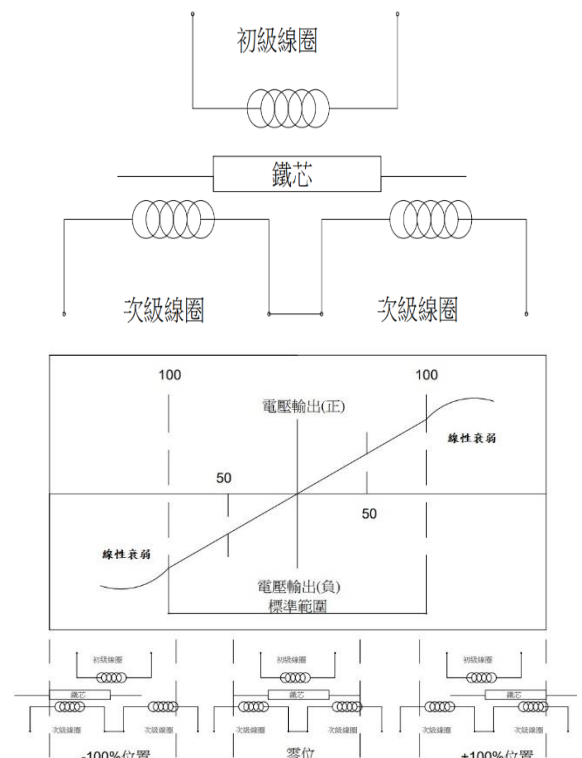 初級線圈
鐵芯
次級線圈 次級線圈
100 100
電壓輸出(正)
線性衰弱
50
50
線性衰弱
電壓輸出(負)
標準範圍
初級線圈 初級線圈 初級線圈
鐵芯 鐵芯 鐵芯
次級線圈 次級線圈 次級線圈 次級線圈 次級線圈 次級線圈
-100%位置 零位 +100%位置